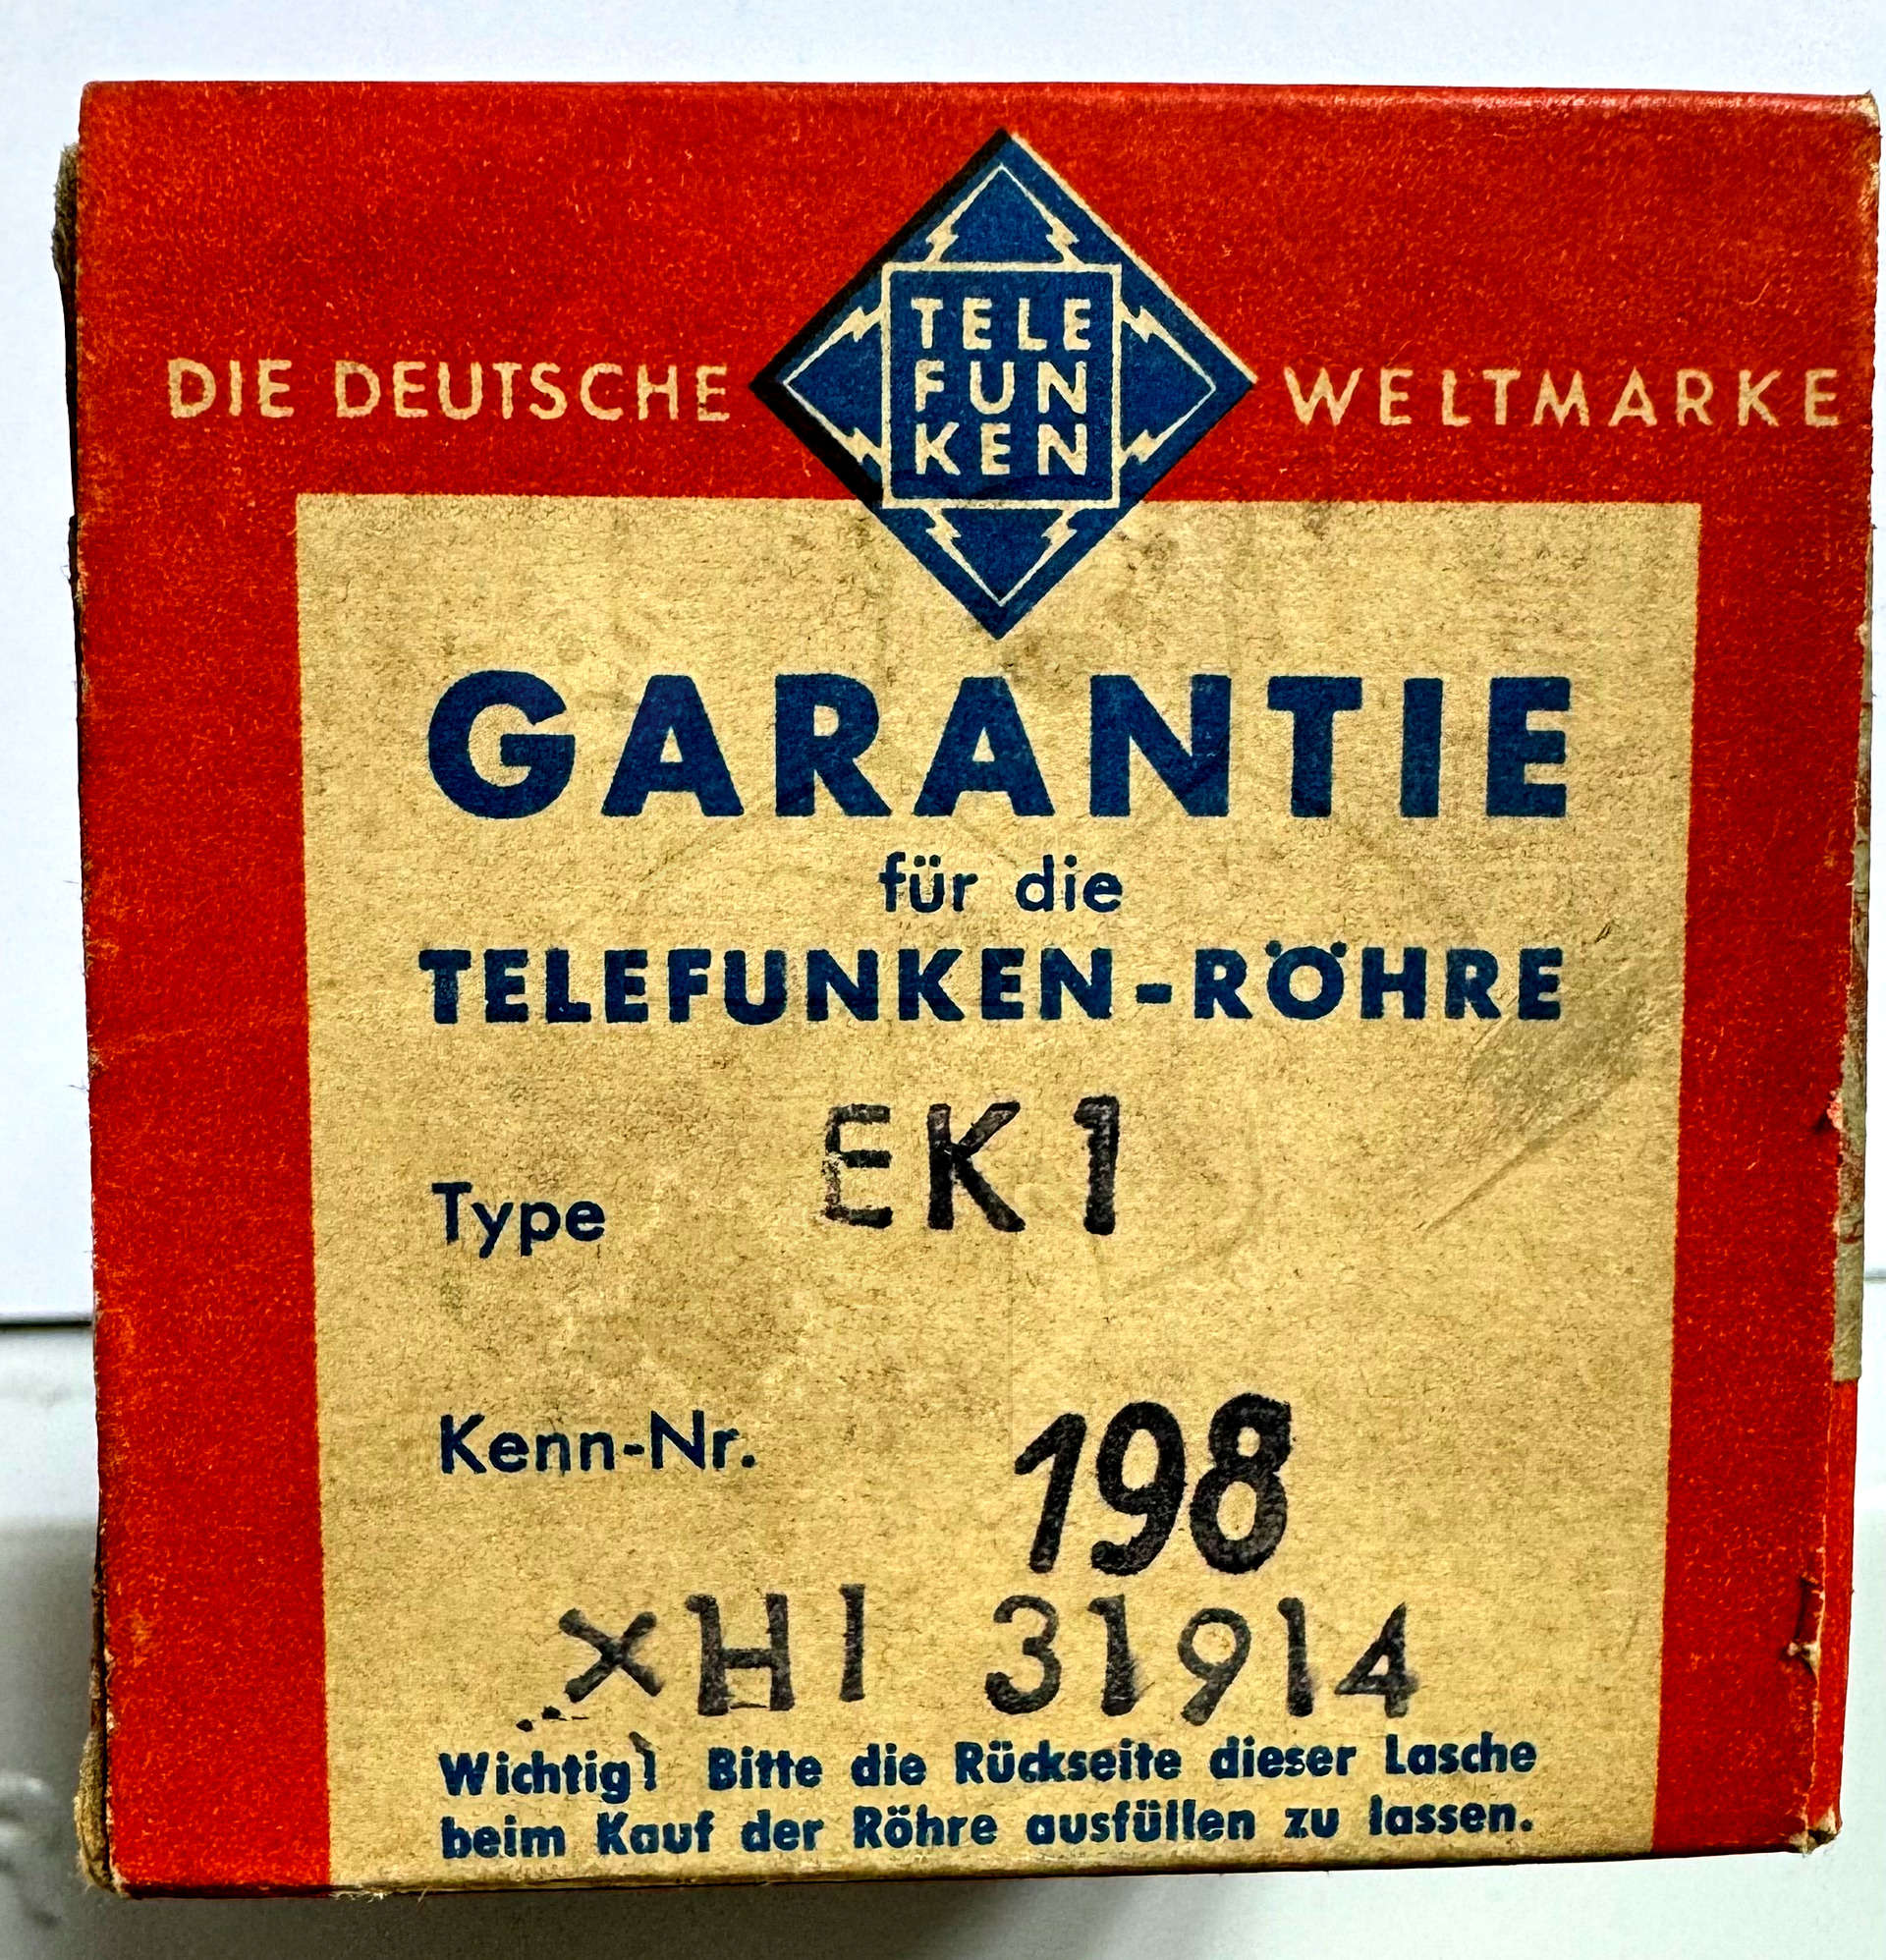 TELE
FUN
KEN
DIE DEUTSCHE WELTMARKE
GARANTIE
für die
TELEFUNKEN-RÖHRE
Type EK1
Kenn-Nr. 198
XHI 31914
Wichtig! Bitte die Rückseite dieser Lasche
beim Kauf der Röhre ausfüllen zu lassen.